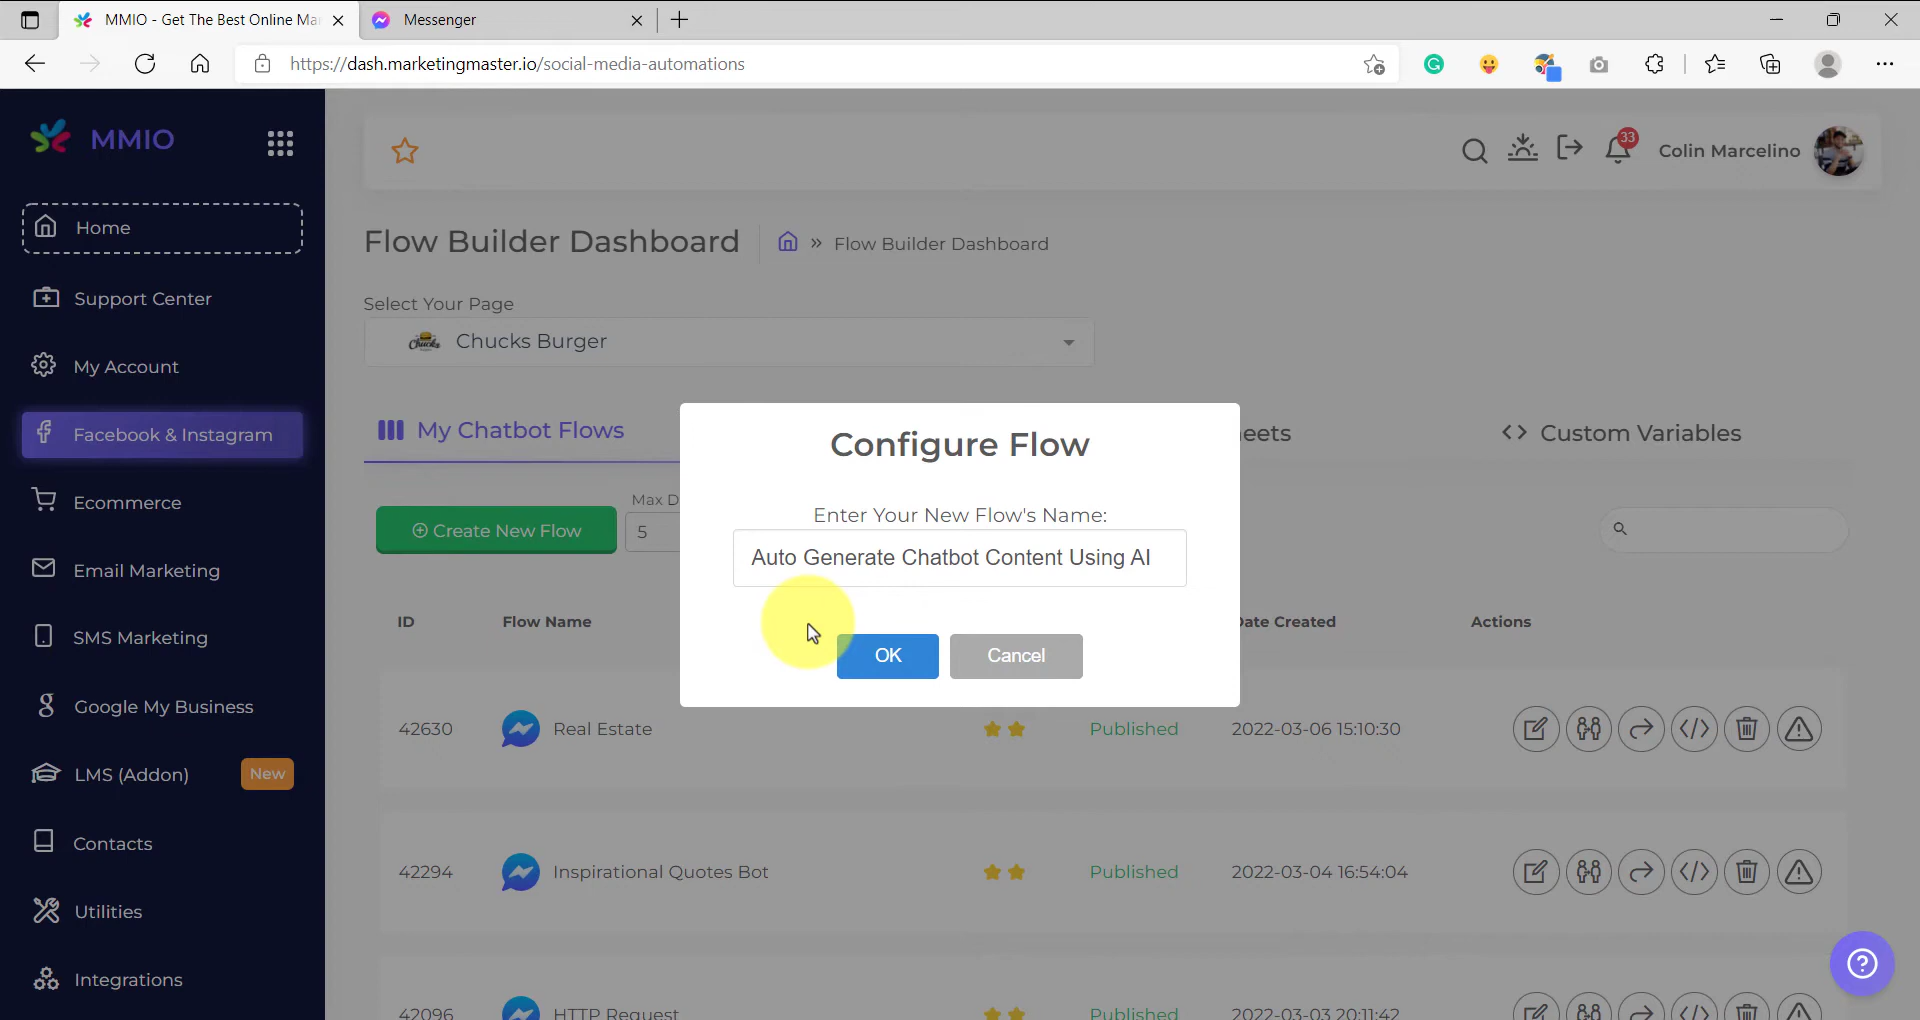 MMIO - Get The Best Online Ma
Messenger
https://dash.marketingmaster.io/social-media-automations
MMIO
33
Colin Marcelino
Home
Support Center
My Account
Facebook & Instagram
Ecommerce
Email Marketing
SMS Marketing
Google My Business
LMS (Addon)
New
Contacts
Utilities
Integrations
Flow Builder Dashboard
» Flow Builder Dashboard
Select Your Page
Chucks
Chucks Burger
My Chatbot Flows
eets
<> Custom Variables
Create New Flow
Max D
5
Configure Flow
Enter Your New Flow's Name:
Auto Generate Chatbot Content Using AI
OK
Cancel
ID
Flow Name
Date Created
Actions
42630
Real Estate
Published
2022-03-06 15:10:30
42294
Inspirational Quotes Bot
Published
2022-03-04 16:54:04
42096
HTTP Request
Published
2022-03-03 20:11:42